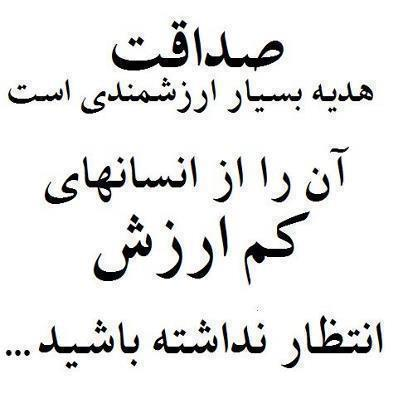 صداقت
هدیه بسیار ارزشمندی است
آن را از انسانهای
کم ارزش
انتظار نداشته باشید...